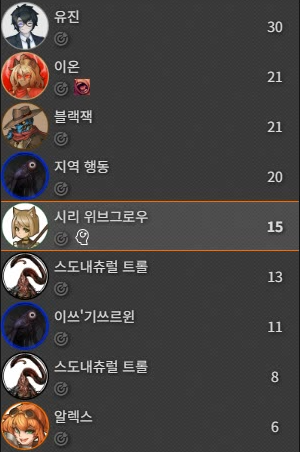 유진 30
이온 21
블랙잭 21
지역 행동 20
시리 위브그로우 15
스도내츄럴 트롤 13
이쓰'기쓰르윈 11
스도내츄럴 트롤 8
알렉스 6